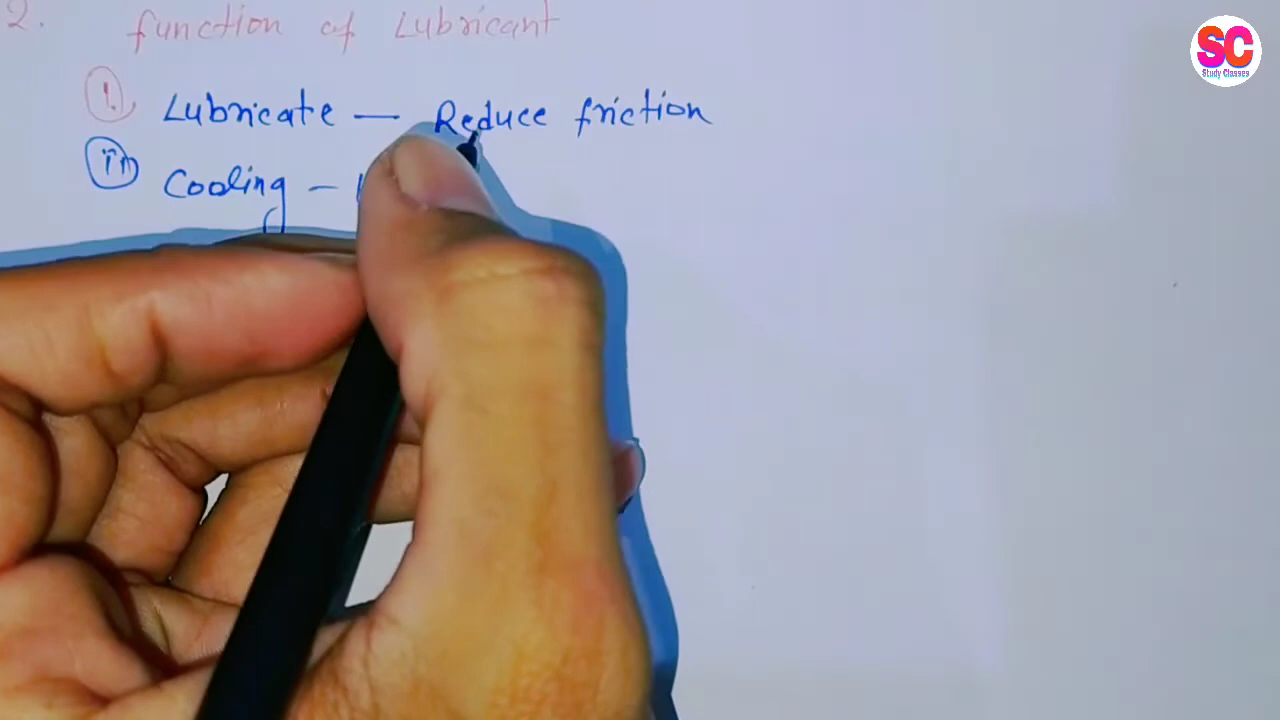 2. function of Lubricant
i. Lubricate — Reduce friction
ii Cooling –
SC
Study Classes